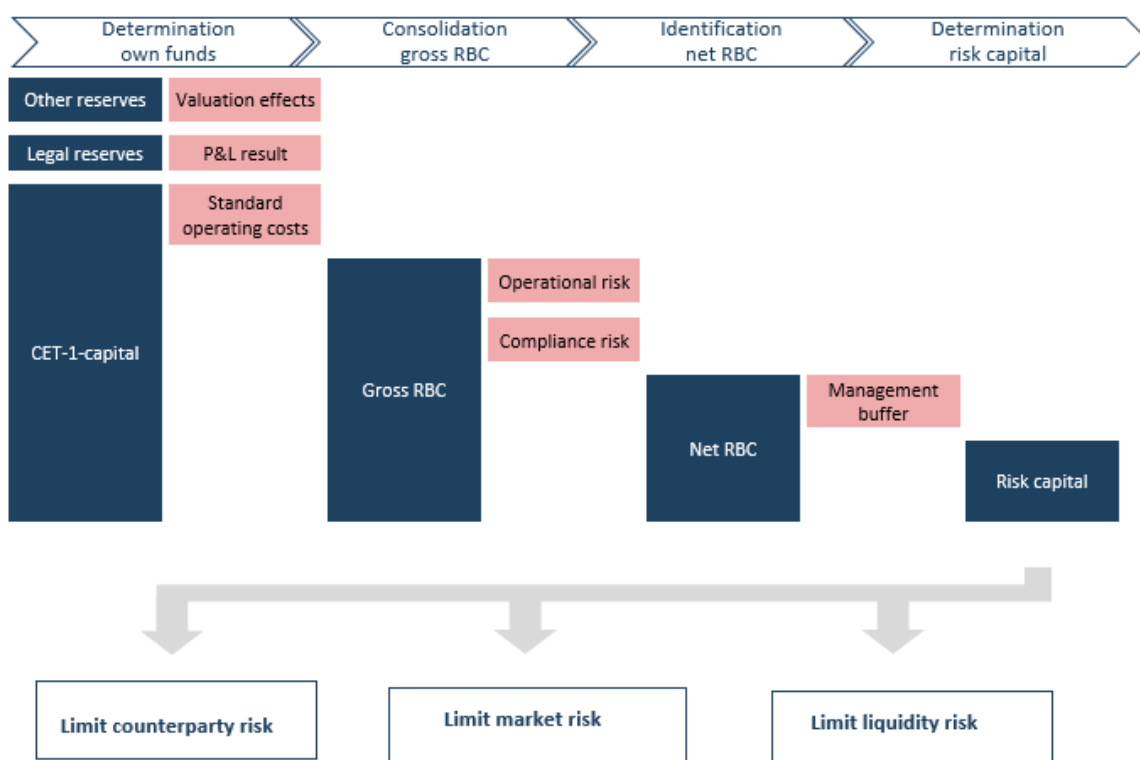 Determination
own funds
Consolidation
gross RBC
Identification
net RBC
Determination
risk capital
Other reserves
Valuation effects
Legal reserves
P&L result
CET-1-capital
Standard
operating costs
Gross RBC
Operational risk
Compliance risk
Net RBC
Management
buffer
Risk capital
Limit counterparty risk
Limit market risk
Limit liquidity risk